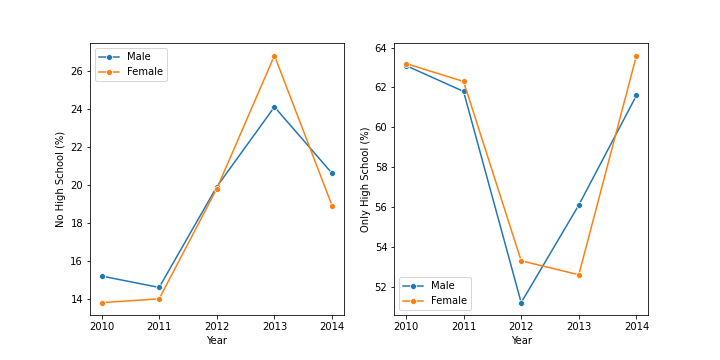 Male
Female
No High School (%)
26
24
22
20
18
16
14
2010 2011 2012 2013 2014
Year
Male
Female
Only High School (%)
64
62
60
58
56
54
52
2010 2011 2012 2013 2014
Year